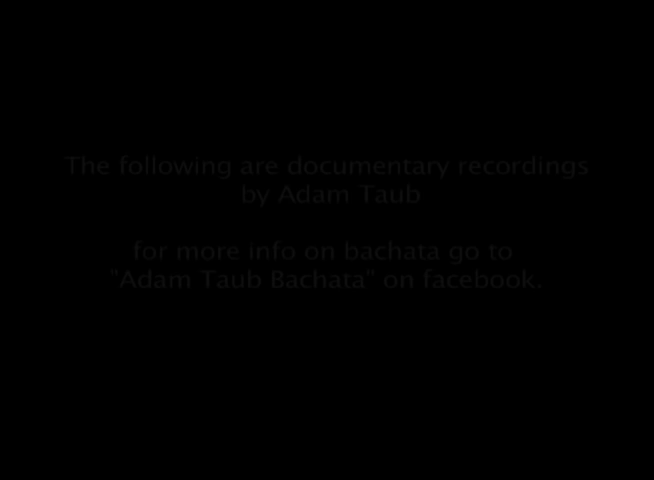 The following are documentary recordings
by Adam Taub
for more info on bachata go to
"Adam Taub Bachata" on facebook.